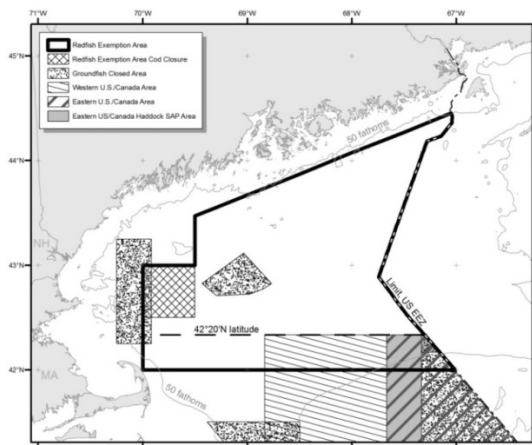 71°W 70°W 69°W 68°W 67°W
45°N
44°N
43°N
42°N
Redfish Exemption Area
Redfish Exemption Area Cod Closure
Groundfish Closed Area
Western U.S./Canada Area
Eastern U.S./Canada Area
Eastern US/Canada Haddock SAP Area
50 fathoms
NH
Limit, US EEZ
42°20'N latitude
MA
50 fathoms